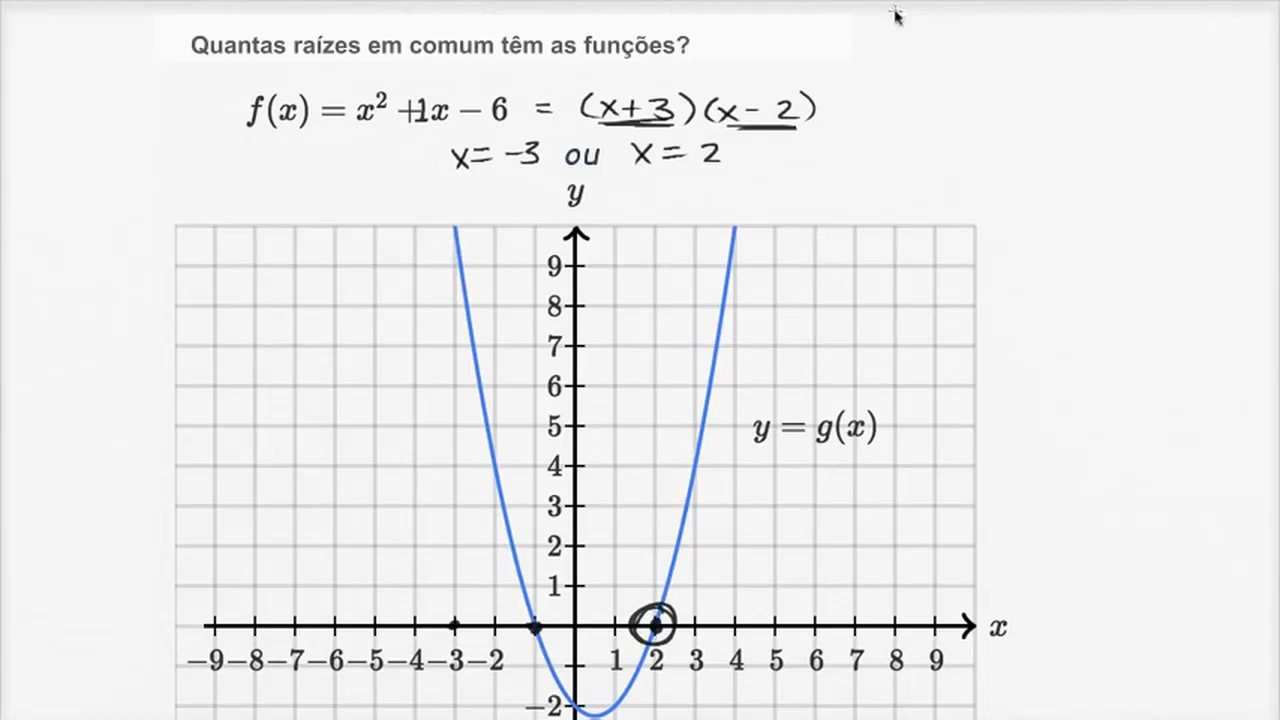 Quantas raízes em comum têm as funções?
f(x) = x² +1x − 6 = (x+3)(x− 2)
x= −3 ou x = 2
y
9
8
7
6
5
y = g(x)
4
3
2
1
x
−9 −8 −7 −6 −5 −4 −3 −2 1 2 3 4 5 6 7 8 9
−2